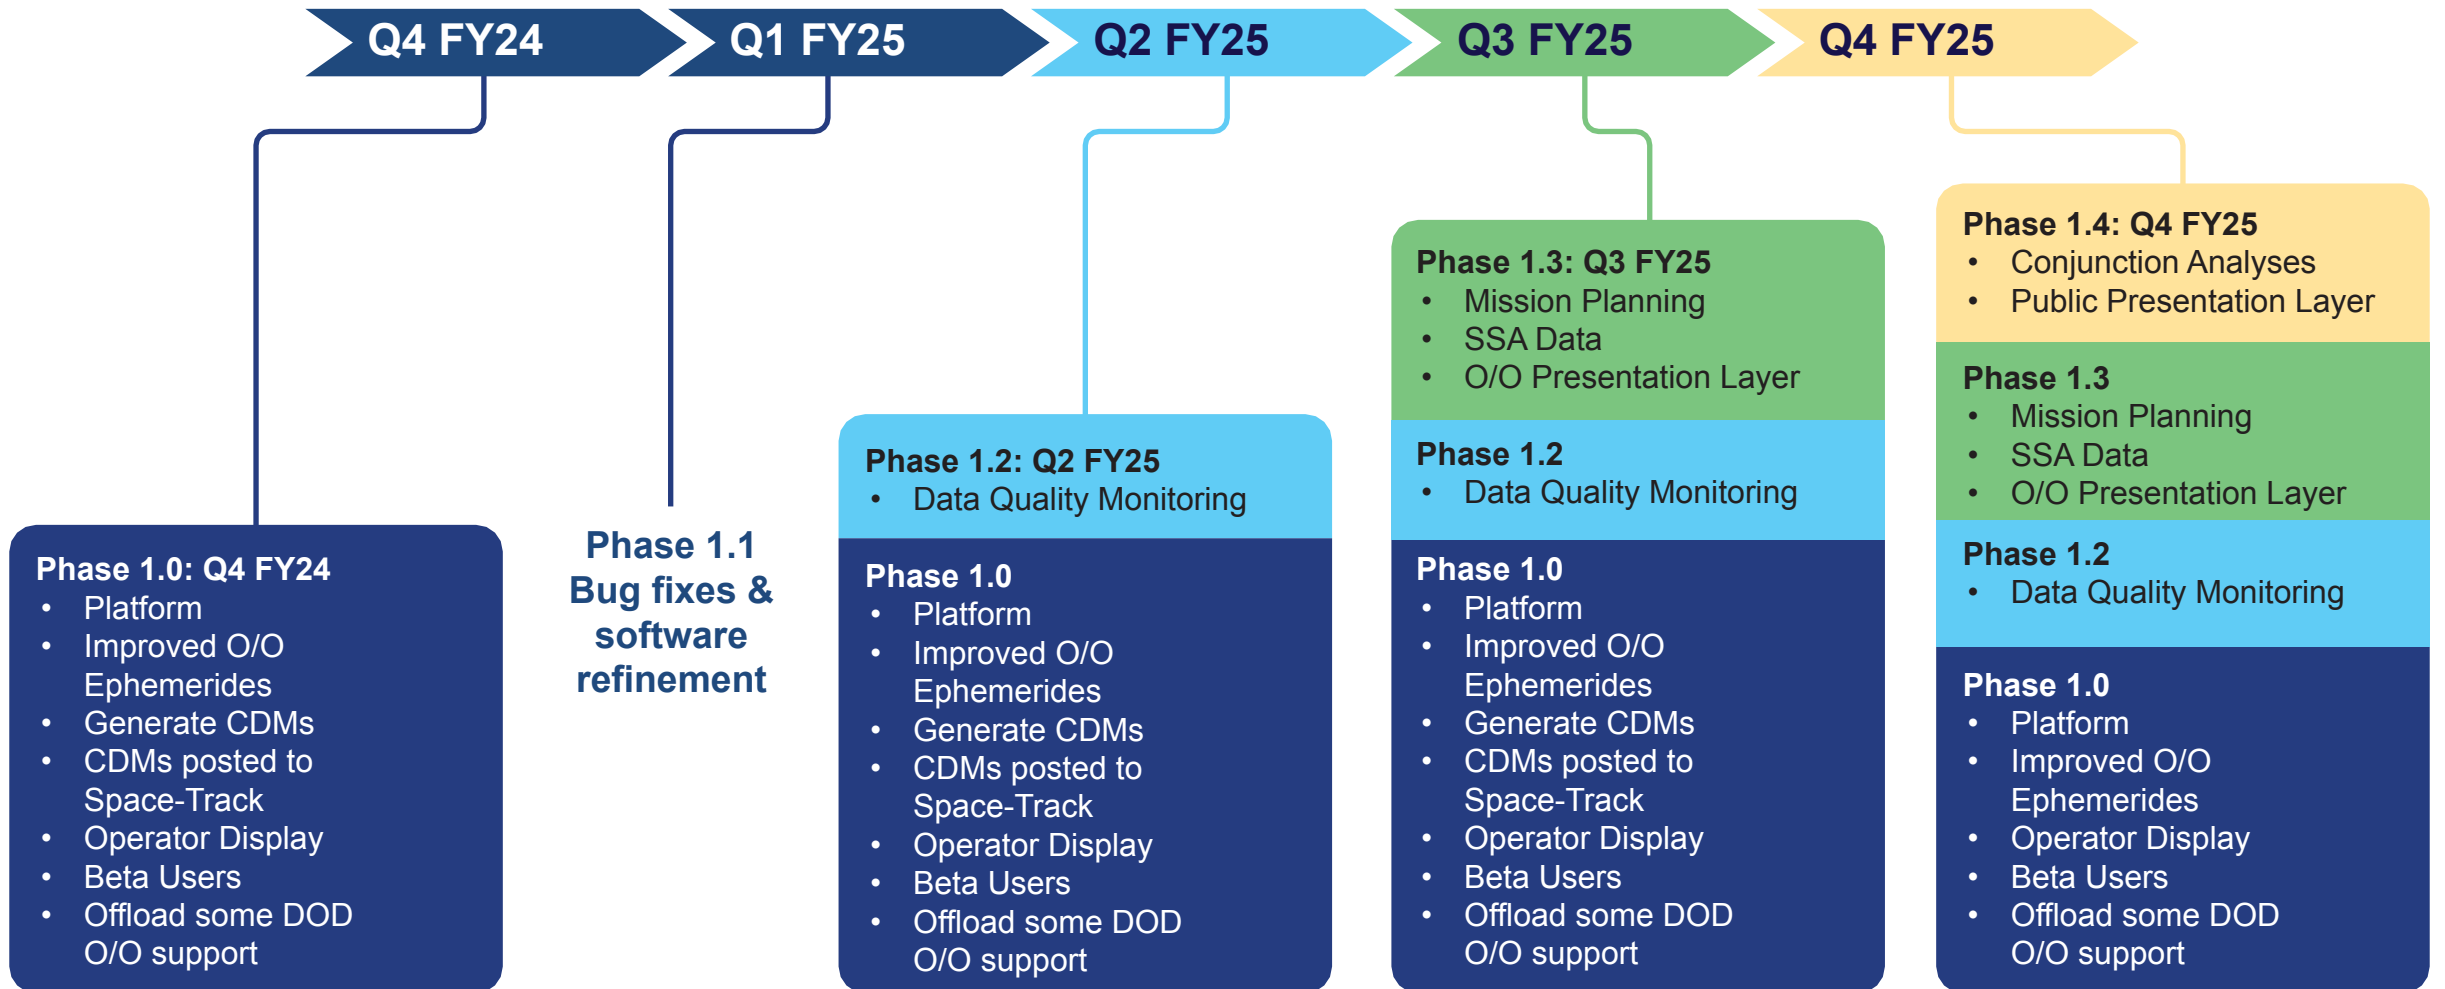 Q4 FY24
Q1 FY25
Q2 FY25
Q3 FY25
Q4 FY25
Phase 1.0: Q4 FY24
• Platform
• Improved O/O
Ephemerides
• Generate CDMs
• CDMs posted to
Space-Track
• Operator Display
• Beta Users
• Offload some DOD
O/O support
Phase 1.1
Bug fixes &
software
refinement
Phase 1.2: Q2 FY25
• Data Quality Monitoring
Phase 1.0
• Platform
• Improved O/O
Ephemerides
• Generate CDMs
• CDMs posted to
Space-Track
• Operator Display
• Beta Users
• Offload some DOD
O/O support
Phase 1.3: Q3 FY25
• Mission Planning
• SSA Data
• O/O Presentation Layer
Phase 1.2
• Data Quality Monitoring
Phase 1.0
• Platform
• Improved O/O
Ephemerides
• Generate CDMs
• CDMs posted to
Space-Track
• Operator Display
• Beta Users
• Offload some DOD
O/O support
Phase 1.4: Q4 FY25
• Conjunction Analyses
• Public Presentation Layer
Phase 1.3
• Mission Planning
• SSA Data
• O/O Presentation Layer
Phase 1.2
• Data Quality Monitoring
Phase 1.0
• Platform
• Improved O/O
Ephemerides
• Operator Display
• Beta Users
• Offload some DOD
O/O support